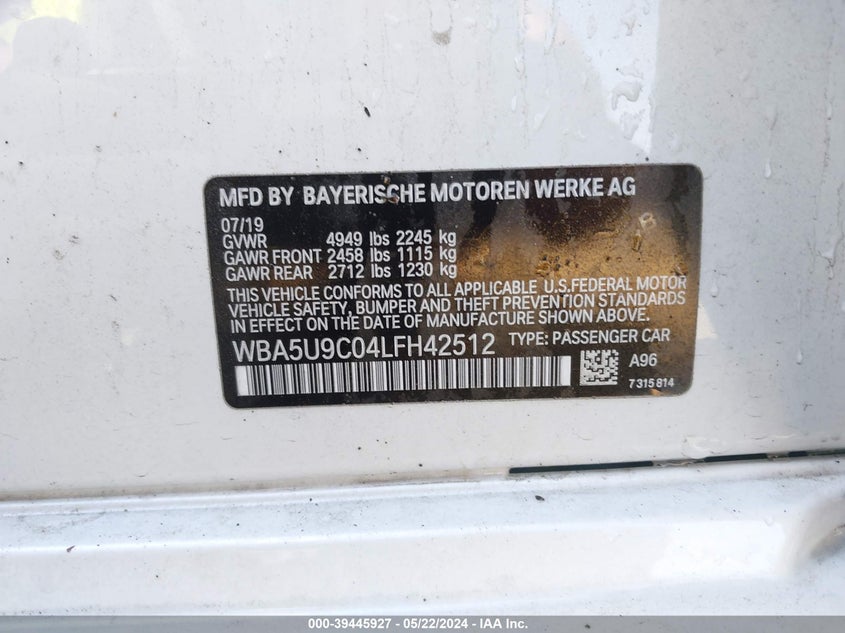 MFD BY BAYERISCHE MOTOREN WERKE AG
07/19
GVWR 4949 lbs 2245 kg
GAWR FRONT 2458 lbs 1115 kg
GAWR REAR 2712 lbs 1230 kg
THIS VEHICLE CONFORMS TO ALL APPLICABLE U.S.FEDERAL MOTOR
VEHICLE SAFETY, BUMPER AND THEFT PREVENTION STANDARDS
IN EFFECT ON THE DATE OF MANUFACTURE SHOWN ABOVE.
WBA5U9C04LFH42512 TYPE: PASSENGER CAR
A96
7 315 814
000-39445927 - 05/22/2024 - IAA Inc.